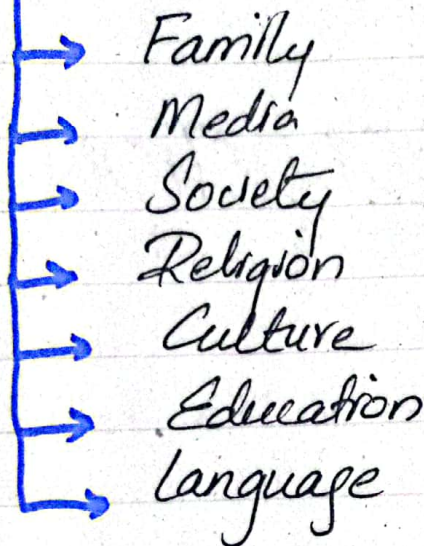 Family
Media
Society
Religion
Culture
Education
Language